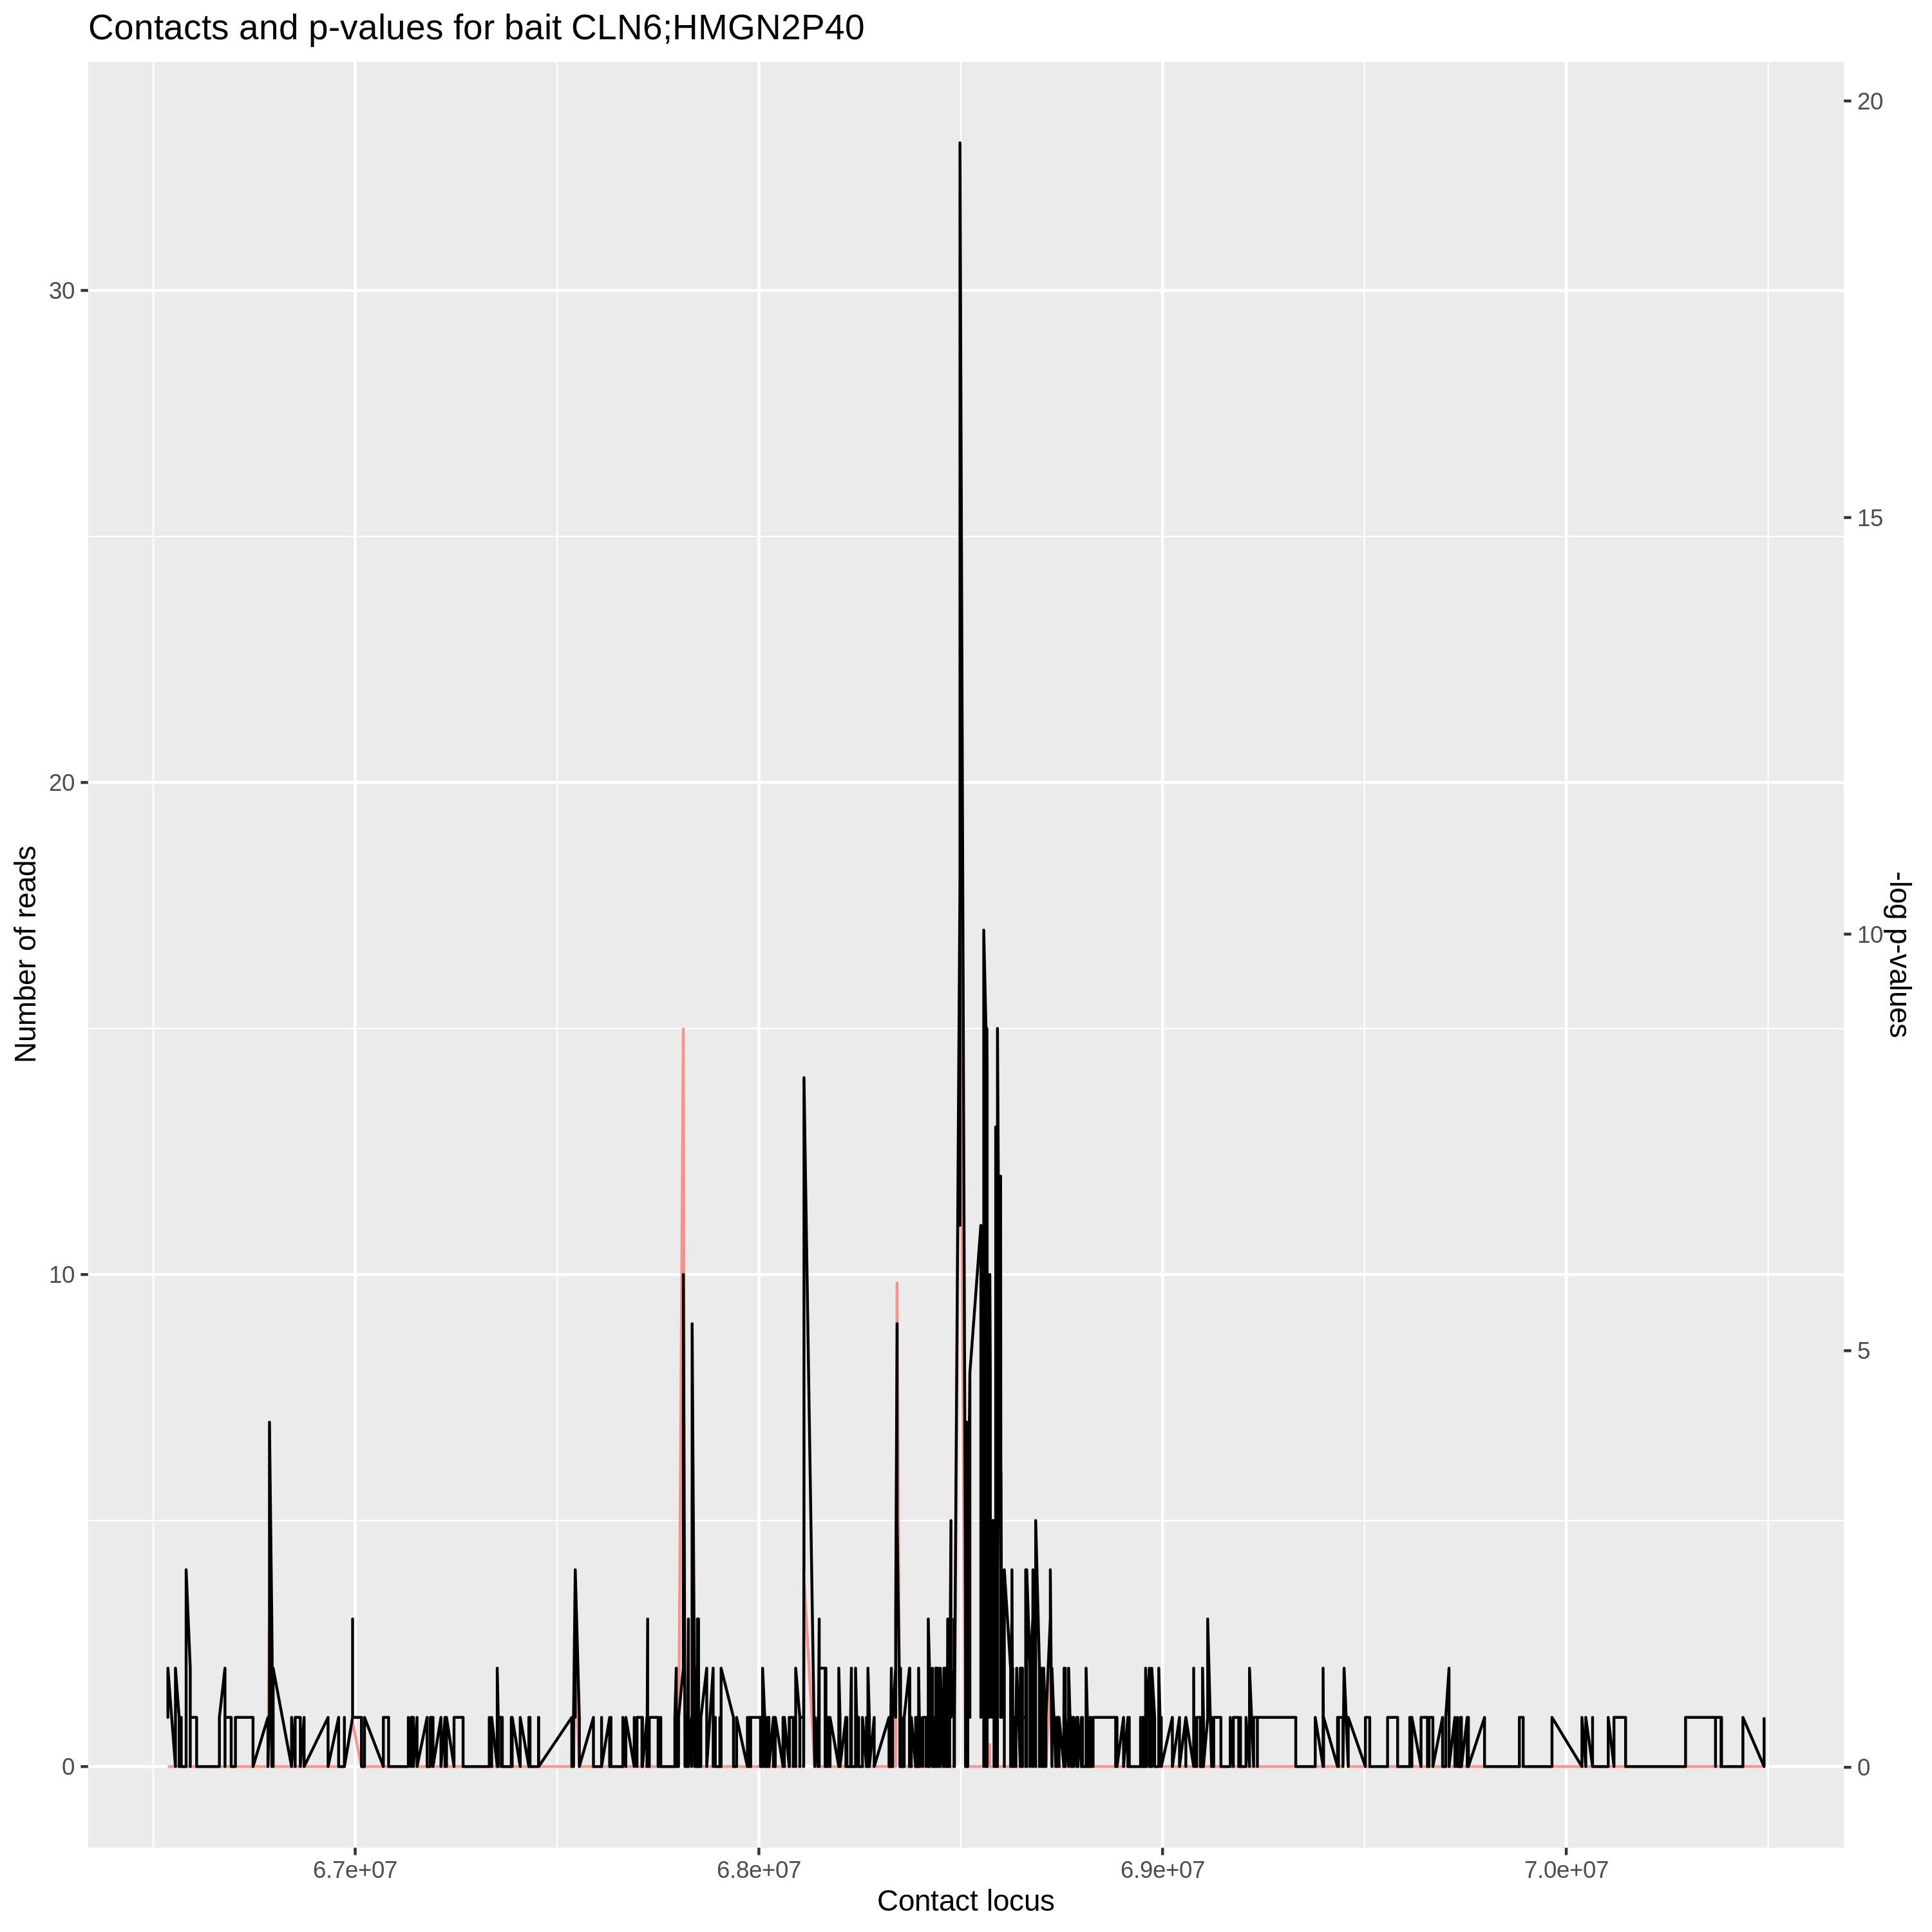 Contacts and p-values for bait CLN6;HMGN2P40
30
20
10
0
Number of reads
20
15
10
5
0
-log p-values
6.7e+07 6.8e+07 6.9e+07 7.0e+07
Contact locus